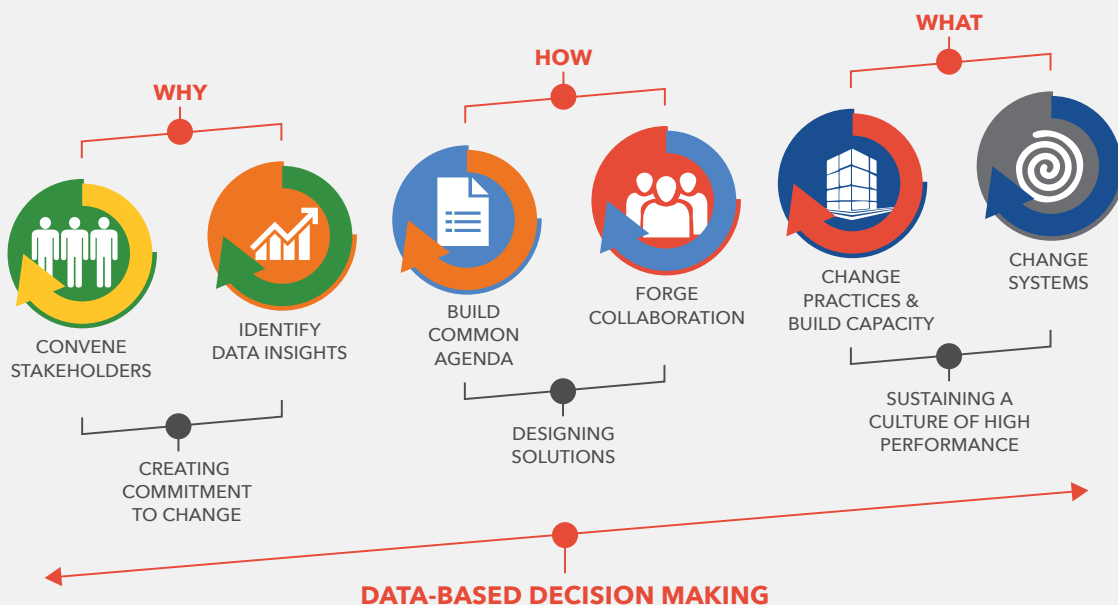 WHY
HOW
WHAT
CONVENE
STAKEHOLDERS
IDENTIFY
DATA INSIGHTS
BUILD
COMMON
AGENDA
FORGE
COLLABORATION
CHANGE
PRACTICES &
BUILD CAPACITY
CHANGE
SYSTEMS
CREATING
COMMITMENT
TO CHANGE
DESIGNING
SOLUTIONS
SUSTAINING A
CULTURE OF HIGH
PERFORMANCE
DATA-BASED DECISION MAKING